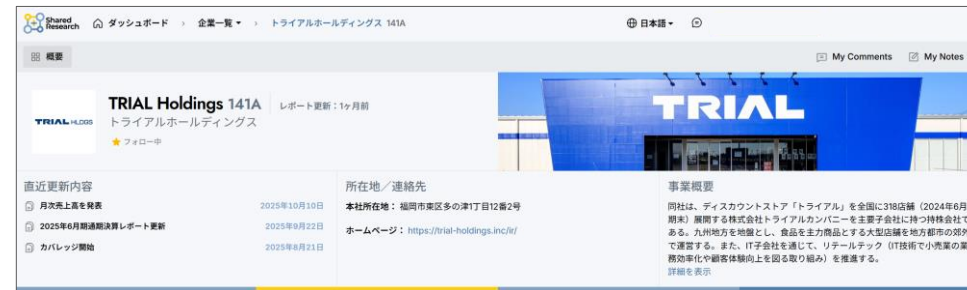 Shared Research
ダッシュボード
企業一覧
トライアルホールディングス 141A
日本語
概要
My Comments
My Notes
TRIAL HLDGS
TRIAL Holdings 141A
レポート更新：1ヶ月前
トライアルホールディングス
フォロー中
TRIAL
直近更新内容
月次売上高を発表 2025年10月10日
2025年6月期通期決算レポート更新 2025年9月22日
カバレッジ開始 2025年8月21日
所在地／連絡先
本社所在地： 福岡市東区多の津1丁目12番2号
ホームページ： https://trial-holdings.inc/ir/
事業概要
同社は、ディスカウントストア「トライアル」を全国に318店舗（2024年6月
期末）展開する株式会社トライアルカンパニーを主要子会社に持つ持株会社で
ある。九州地方を地盤とし、食品を主力商品とする大型店舗を地方都市の郊外
で運営する。また、IT子会社を通じて、リテールテック（IT技術で小売業の業
務効率化や顧客体験向上を図る取り組み）を推進する。
詳細を表示